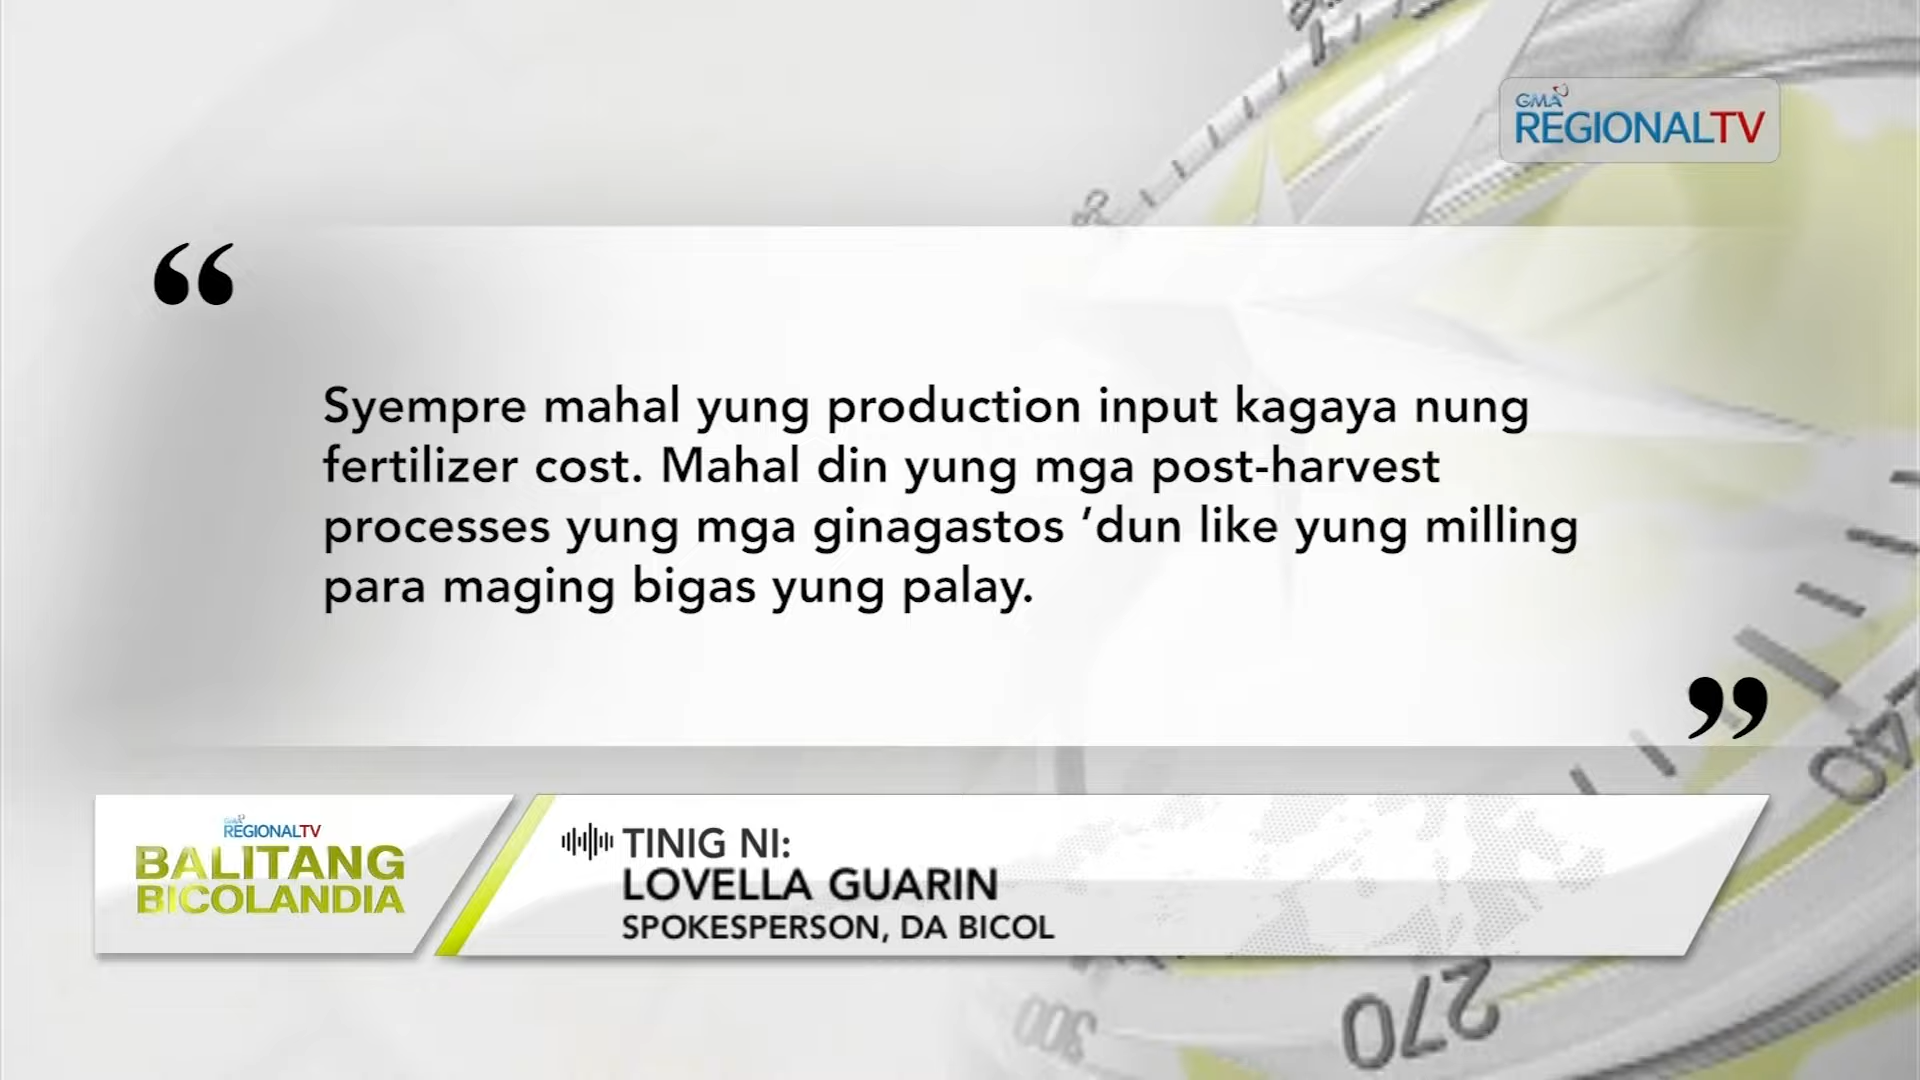 GMA
REGIONALTV
“
Syempre mahal yung production input kagaya nung
fertilizer cost. Mahal din yung mga post-harvest
processes yung mga ginagastos ’dun like yung milling
para maging bigas yung palay.
”
GMA
REGIONALTV
BALITANG
BICOLANDIA
TINIG NI:
LOVELLA GUARIN
SPOKESPERSON, DA BICOL
240
270
300